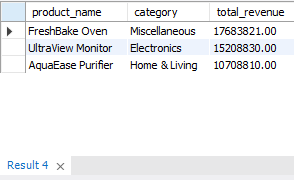 product_name category total_revenue
FreshBake Oven Miscellaneous 17683821.00
UltraView Monitor Electronics 15208830.00
AquaEase Purifier Home & Living 10708810.00
Result 4 ×